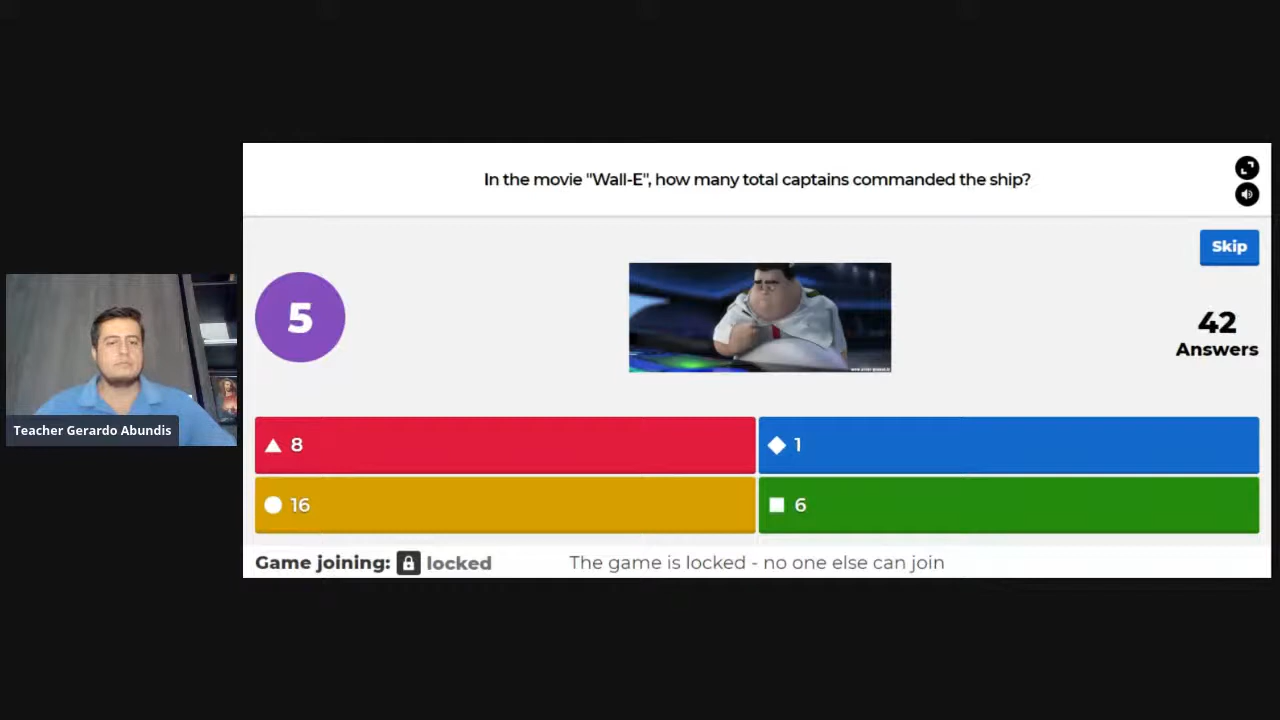 In the movie "Wall-E", how many total captains commanded the ship?
Skip
5
42
Answers
Teacher Gerardo Abundis
8
1
16
6
Game joining: locked
The game is locked - no one else can join